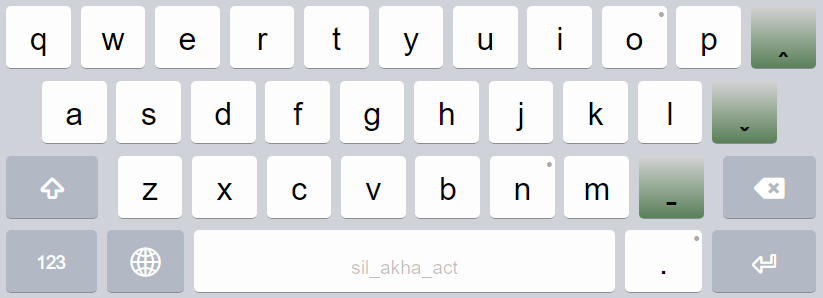 q w e r t y u i o p ˰
a s d f g h j k l ˬ
z x c v b n m ˍ
123 sil_akha_act .